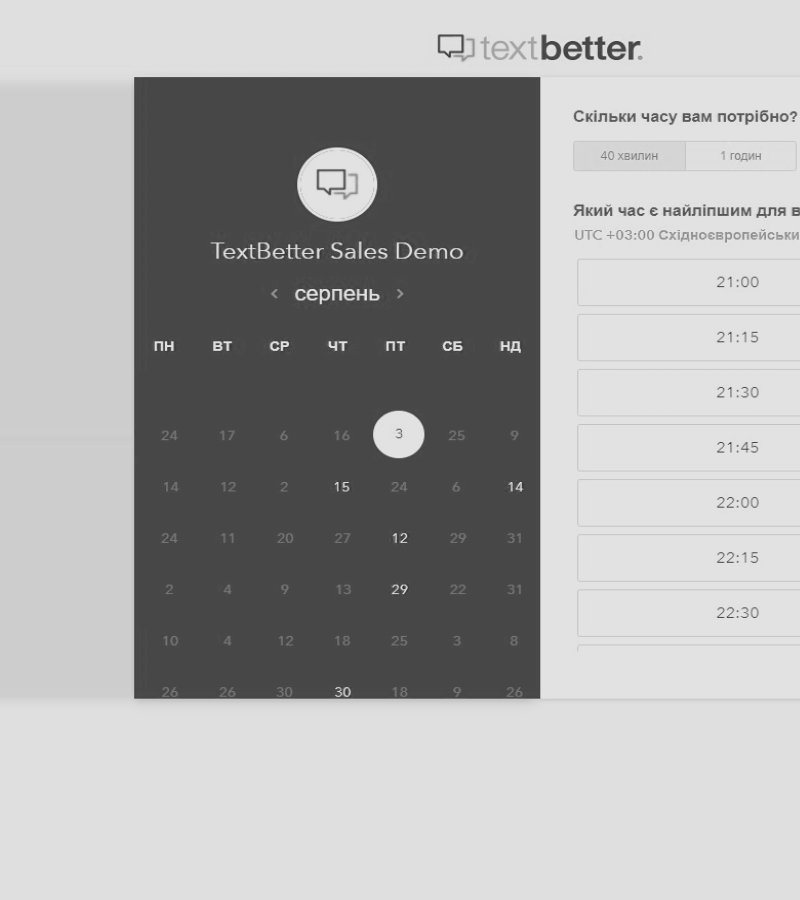 textbetter.
TextBetter Sales Demo
серпень
ПН ВТ СР ЧТ ПТ СБ НД
24 17 6 16 3 25 9
14 12 2 15 24 6 14
24 11 20 27 12 29 31
2 4 9 13 29 22 31
10 4 12 18 25 3 8
26 26 30 30 18 9 26
Скільки часу вам потрібно?
40 хвилин 1 годин
Який час є найліпшим для в
UTC +03:00 Східноєвропейськи
21:00
21:15
21:30
21:45
22:00
22:15
22:30